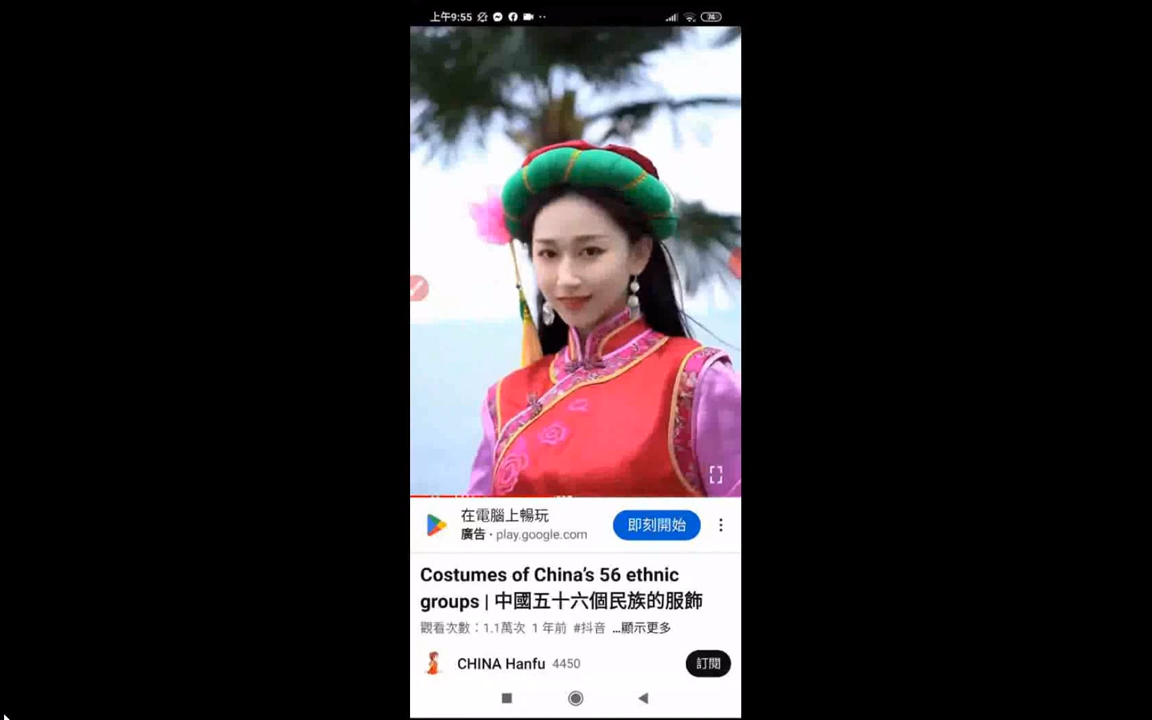 上午9:55
74
在電腦上暢玩
廣告 · play.google.com
即刻開始
Costumes of China's 56 ethnic
groups | 中國五十六個民族的服飾
觀看次數：1.1萬次 1 年前 #抖音 ...顯示更多
CHINA Hanfu 4450
訂閱